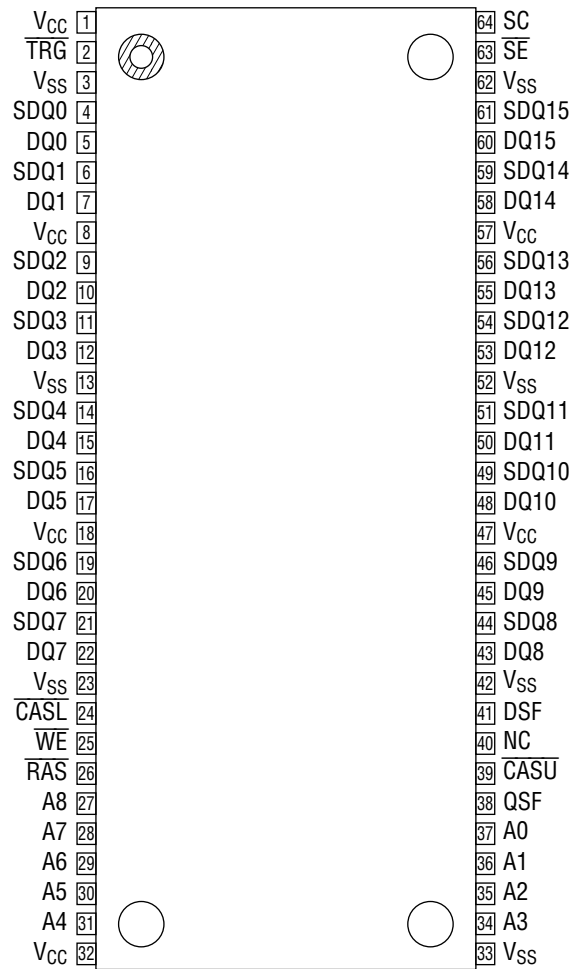 VCC 1 64 SC
TRG 2 63 SE
VSS 3 62 VSS
SDQ0 4 61 SDQ15
DQ0 5 60 DQ15
SDQ1 6 59 SDQ14
DQ1 7 58 DQ14
VCC 8 57 VCC
SDQ2 9 56 SDQ13
DQ2 10 55 DQ13
SDQ3 11 54 SDQ12
DQ3 12 53 DQ12
VSS 13 52 VSS
SDQ4 14 51 SDQ11
DQ4 15 50 DQ11
SDQ5 16 49 SDQ10
DQ5 17 48 DQ10
VCC 18 47 VCC
SDQ6 19 46 SDQ9
DQ6 20 45 DQ9
SDQ7 21 44 SDQ8
DQ7 22 43 DQ8
VSS 23 42 VSS
CASL 24 41 DSF
WE 25 40 NC
RAS 26 39 CASU
A8 27 38 QSF
A7 28 37 A0
A6 29 36 A1
A5 30 35 A2
A4 31 34 A3
VCC 32 33 VSS